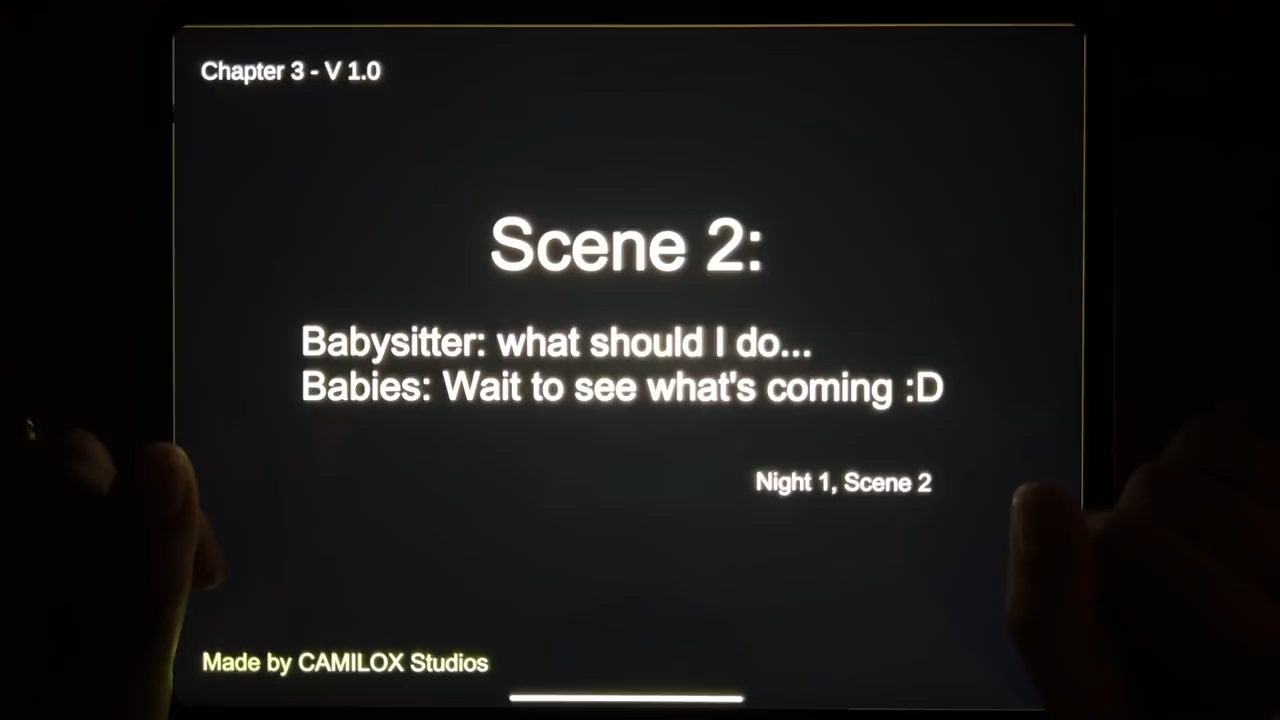 Chapter 3 - V 1.0
Scene 2:
Babysitter: what should I do...
Babies: Wait to see what's coming :D
Night 1, Scene 2
Made by CAMILOX Studios